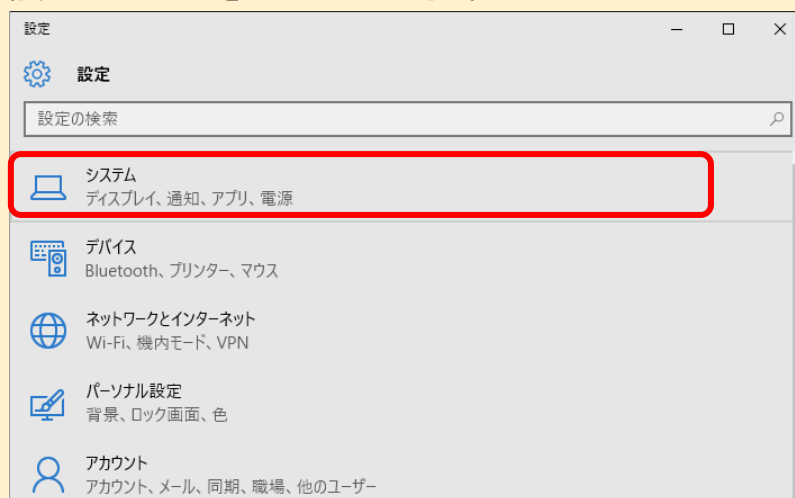 設定
設定
設定の検索
システム
ディスプレイ、通知、アプリ、電源
デバイス
Bluetooth、プリンター、マウス
ネットワークとインターネット
Wi-Fi、機内モード、VPN
パーソナル設定
背景、ロック画面、色
アカウント
アカウント、メール、同期、職場、他のユーザー